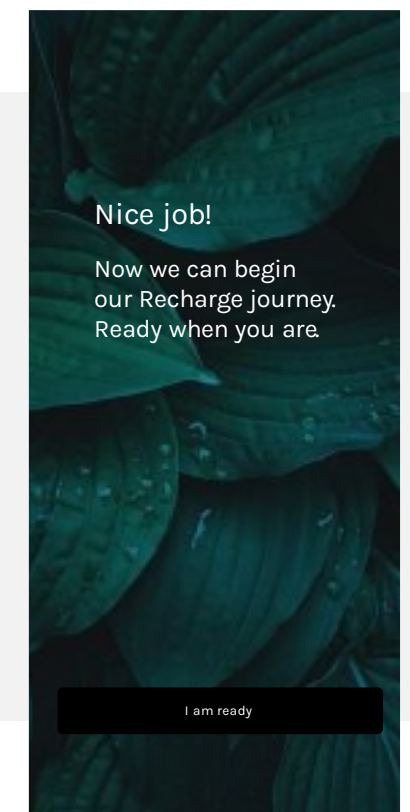 Nice job!
Now we can begin
our Recharge journey.
Ready when you are.
I am ready